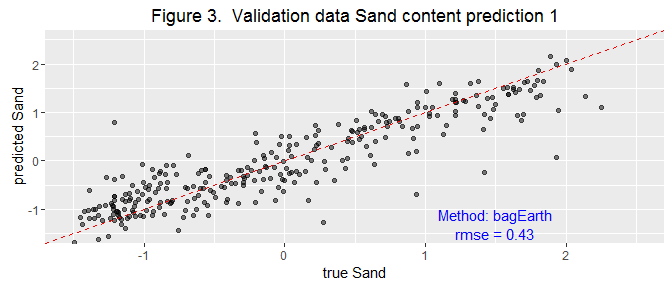 Figure 3. Validation data Sand content prediction 1
predicted Sand
2
1
0
-1
Method: bagEarth
rmse = 0.43
-1
0
1
2
true Sand